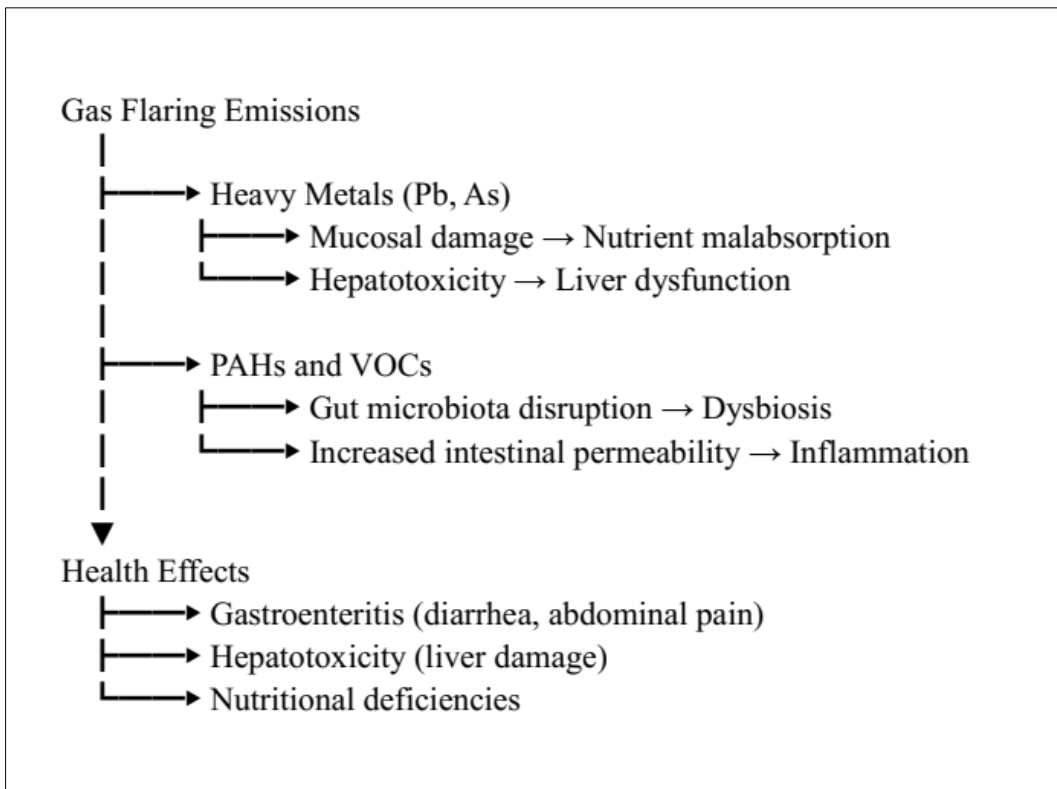 Gas Flaring Emissions
Heavy Metals (Pb, As)
Mucosal damage → Nutrient malabsorption
Hepatotoxicity → Liver dysfunction
PAHs and VOCs
Gut microbiota disruption → Dysbiosis
Increased intestinal permeability → Inflammation
Health Effects
Gastroenteritis (diarrhea, abdominal pain)
Hepatotoxicity (liver damage)
Nutritional deficiencies